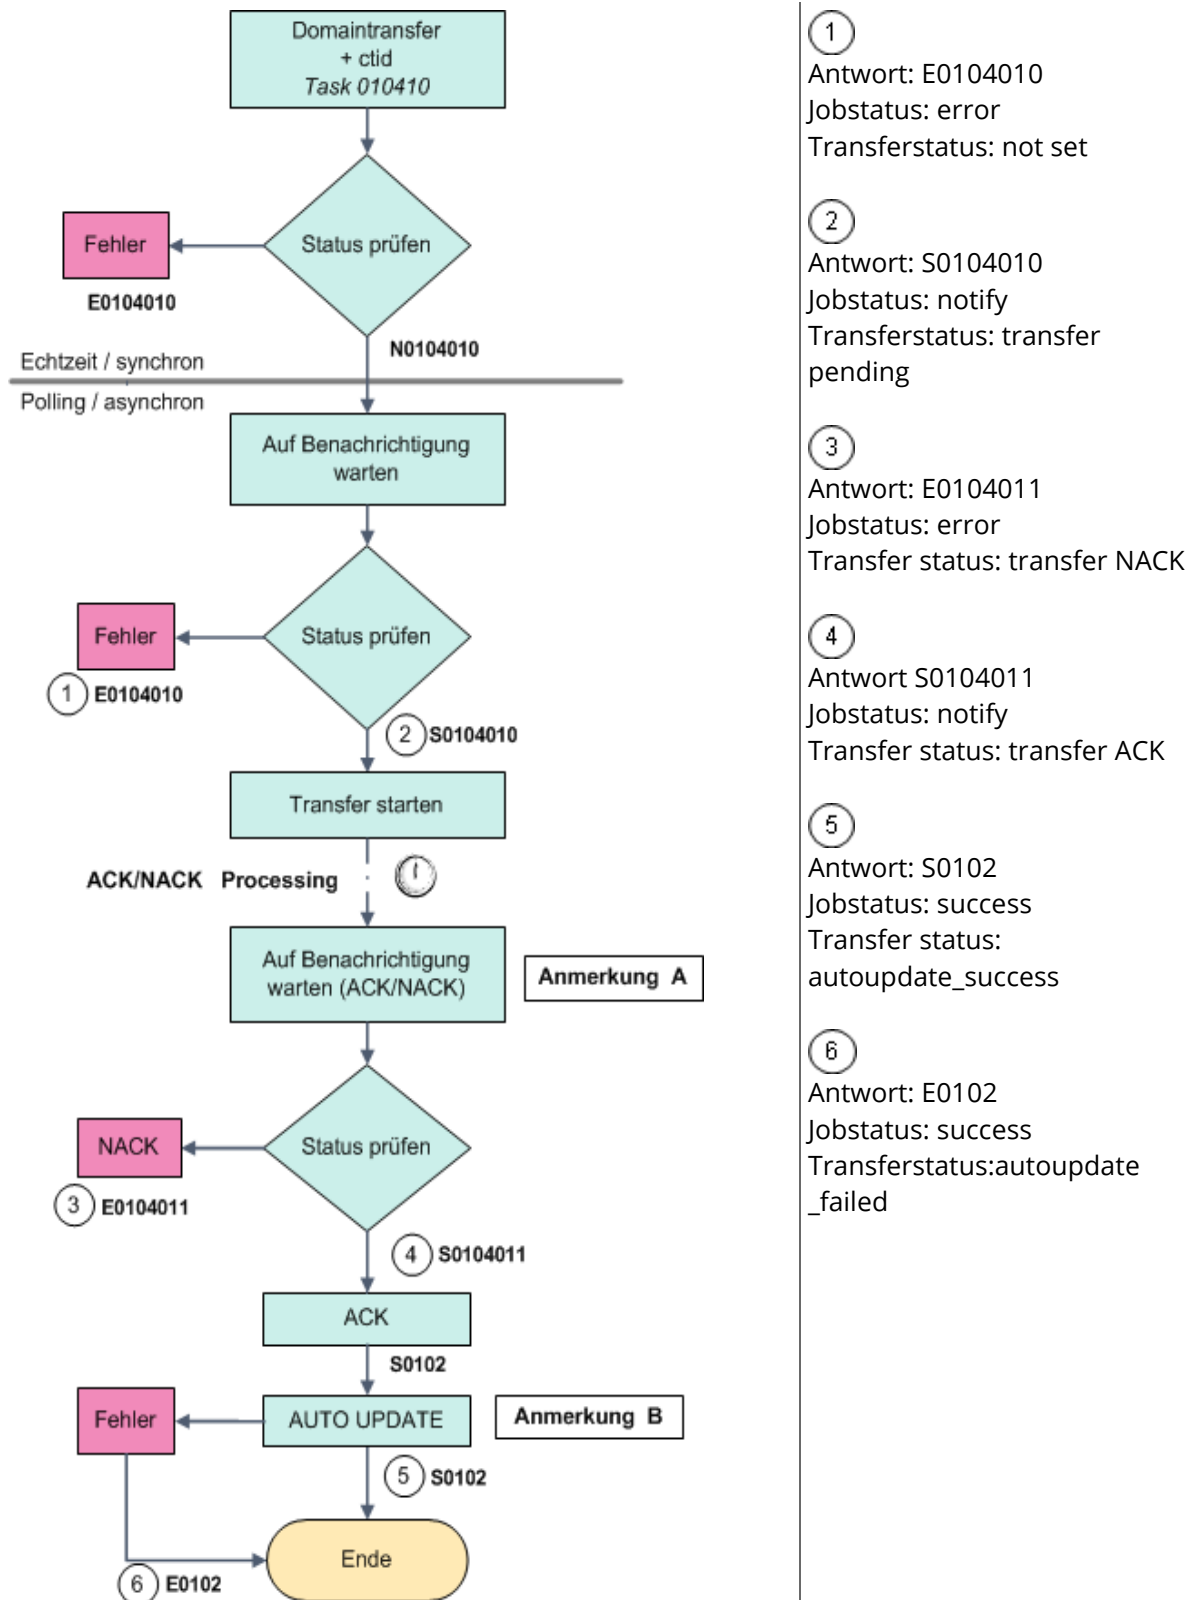 Domaintransfer
+ ctid
Task 010410
Status prüfen
Fehler
E0104010
N0104010
Echtzeit / synchron
Polling / asynchron
Auf Benachrichtigung
warten
Status prüfen
Fehler
1 E0104010
2 S0104010
Transfer starten
ACK/NACK Processing
Auf Benachrichtigung
warten (ACK/NACK)
Anmerkung A
Status prüfen
NACK
3 E0104011
4 S0104011
ACK
S0102
Fehler
AUTO UPDATE
Anmerkung B
5 S0102
Ende
6 E0102
1
Antwort: E0104010
Jobstatus: error
Transferstatus: not set
2
Antwort: S0104010
Jobstatus: notify
Transferstatus: transfer
pending
3
Antwort: E0104011
Jobstatus: error
Transfer status: transfer NACK
4
Antwort S0104011
Jobstatus: notify
Transfer status: transfer ACK
5
Antwort: S0102
Jobstatus: success
Transfer status:
autoupdate_success
6
Antwort: E0102
Jobstatus: success
Transferstatus:autoupdate
_failed